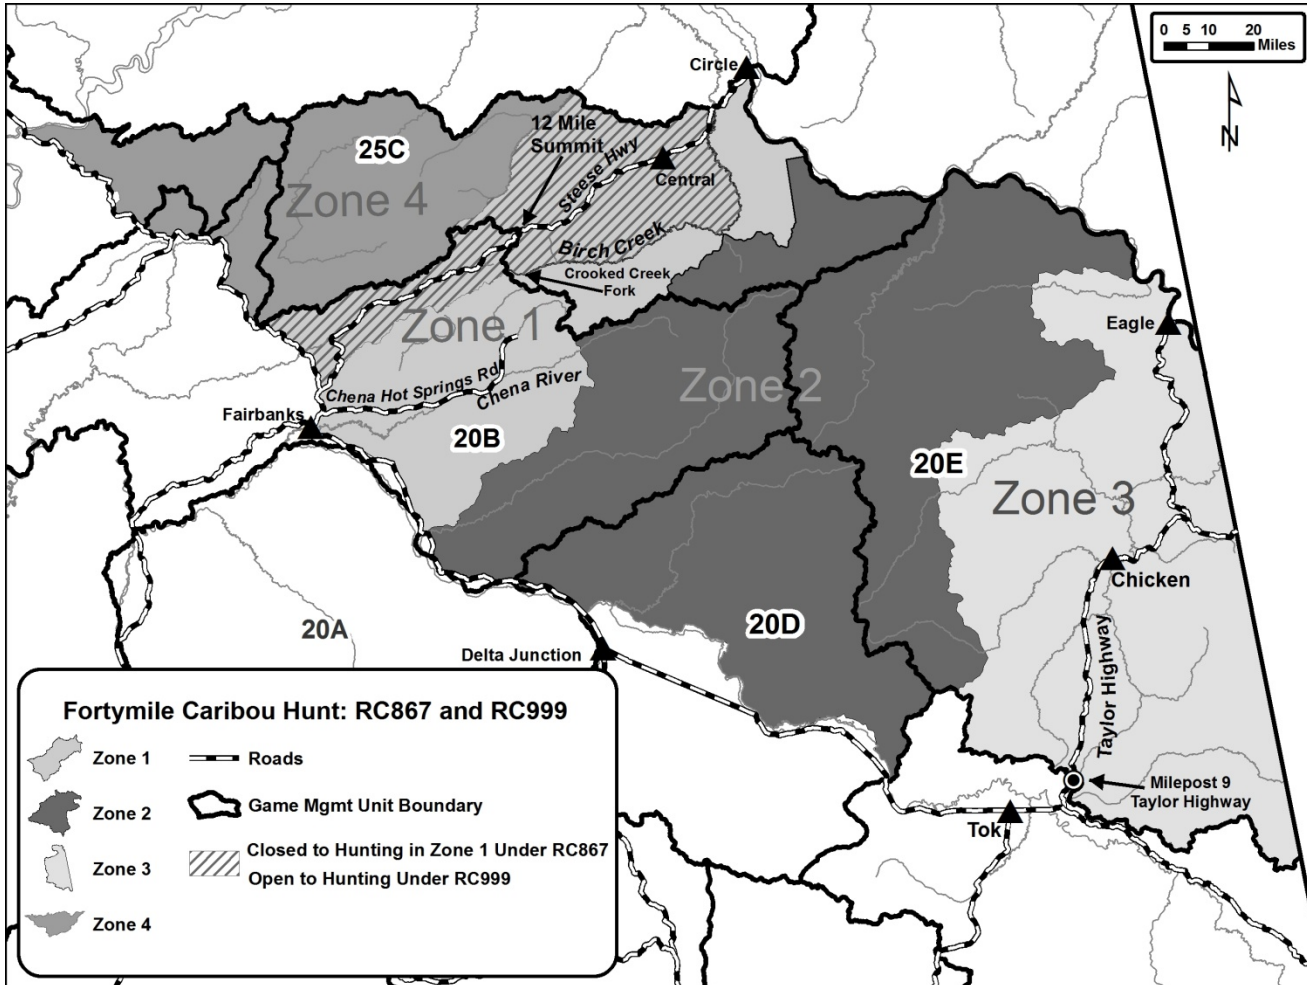 0 5 10 20
Miles
N
Circle
12 Mile
Summit
25C
Steese Hwy
Central
Zone 4
Birch Creek
Crooked Creek
Fork
Zone 1
Eagle
Chena Hot Springs Rd
Chena River
Zone 2
Fairbanks
20B
20E
Zone 3
Chicken
20A
20D
Delta Junction
Taylor Highway
Milepost 9
Taylor Highway
Tok
Fortymile Caribou Hunt: RC867 and RC999
Zone 1
Roads
Zone 2
Game Mgmt Unit Boundary
Zone 3
Closed to Hunting in Zone 1 Under RC867
Open to Hunting Under RC999
Zone 4